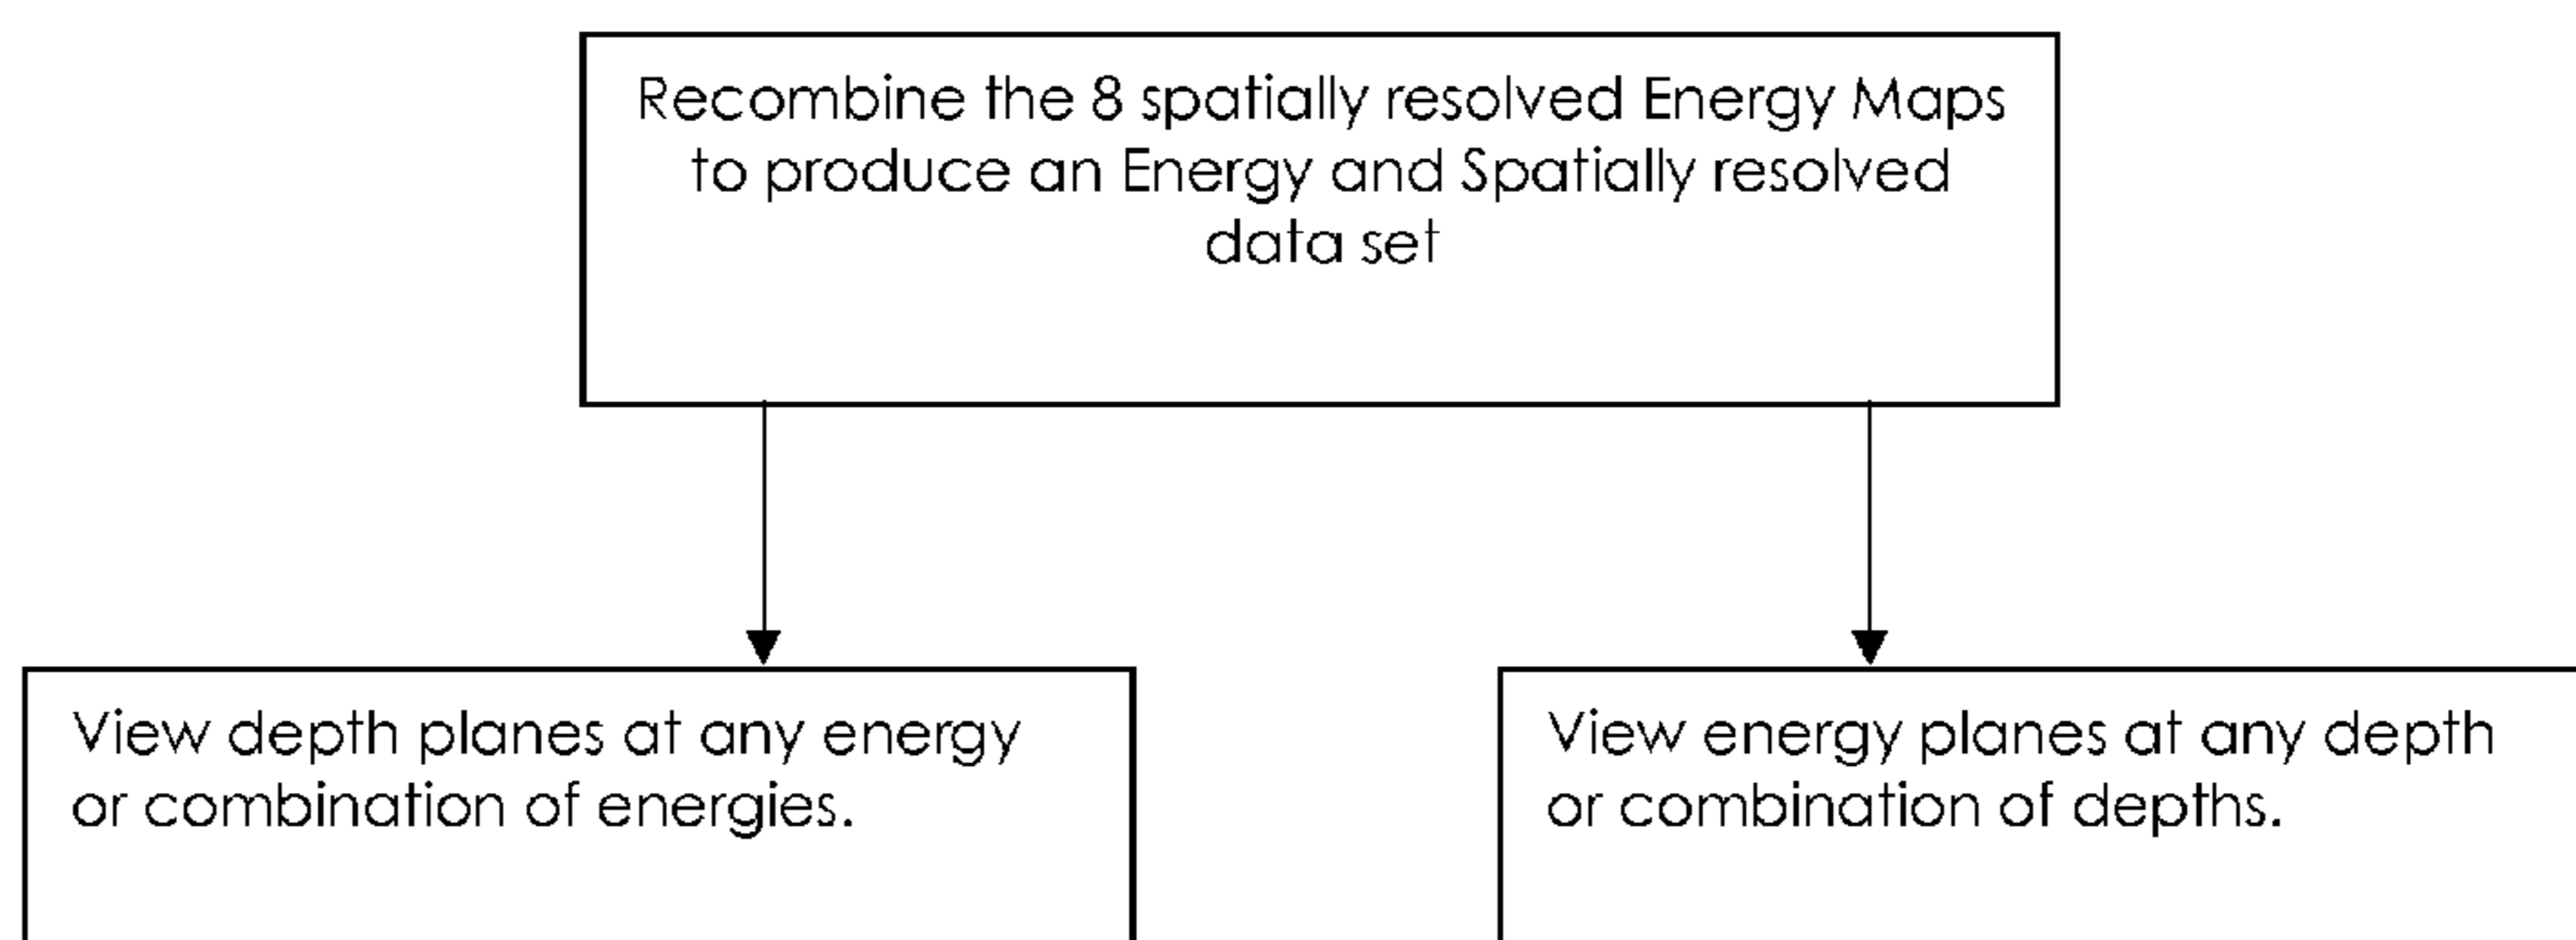 Recombine the 8 spatially resolved Energy Maps
to produce an Energy and Spatially resolved
data set
View depth planes at any energy
or combination of energies.
View energy planes at any depth
or combination of depths.